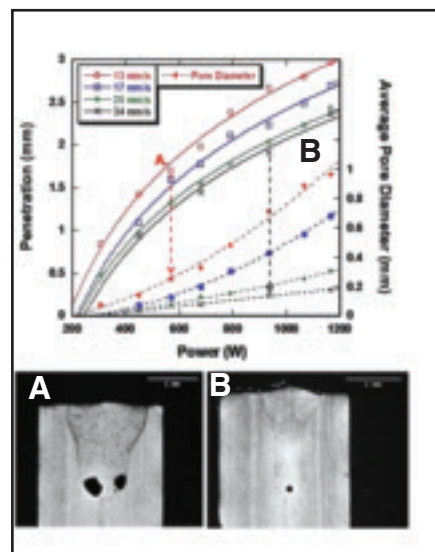 13 mm/s
17 mm/s
25 mm/s
34 mm/s
Pore Diameter
Penetration (mm)
3
2.5
2
1.5
1
0.5
0
A
B
Average Pore Diameter (mm)
1
0.8
0.6
0.4
0.2
0
200
400
600
800
1000
1200
Power (W)
A
B